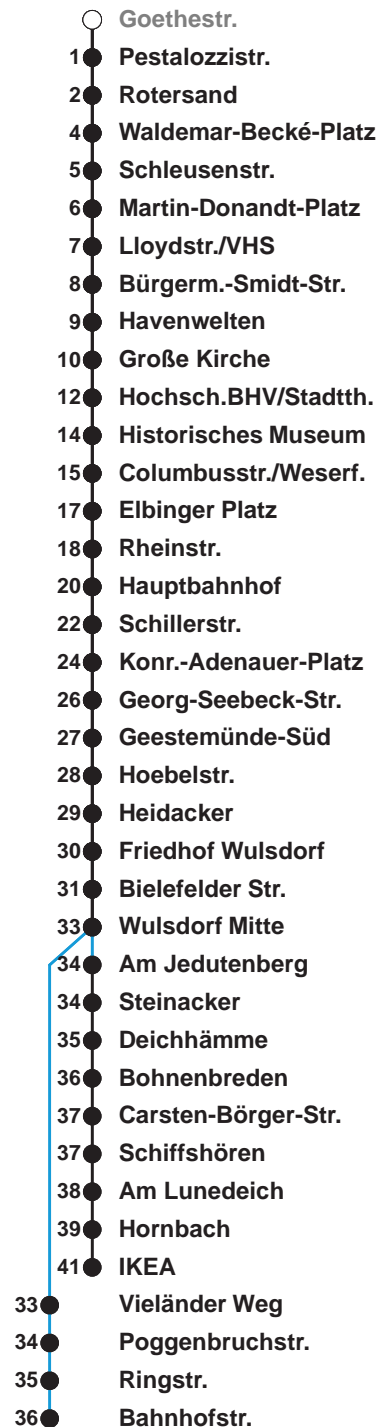 Goethestr.
1 Pestalozzistr.
2 Rotersand
4 Waldemar-Becké-Platz
5 Schleusenstr.
6 Martin-Donandt-Platz
7 Lloydstr./VHS
8 Bürgerm.-Smidt-Str.
9 Havenwelten
10 Große Kirche
12 Hochsch.BHV/Stadtth.
14 Historisches Museum
15 Columbusstr./Weserf.
17 Elbinger Platz
18 Rheinstr.
20 Hauptbahnhof
22 Schillerstr.
24 Konr.-Adenauer-Platz
26 Georg-Seebeck-Str.
27 Geestemünde-Süd
28 Hoebelstr.
29 Heidacker
30 Friedhof Wulsdorf
31 Bielefelder Str.
33 Wulsdorf Mitte
34 Am Jedutenberg
34 Steinacker
35 Deichhämme
36 Bohnenbreden
37 Carsten-Börger-Str.
37 Schiffshören
38 Am Lunedeich
39 Hornbach
41 IKEA
33 Vieländer Weg
34 Poggenbruchstr.
35 Ringstr.
36 Bahnhofstr.